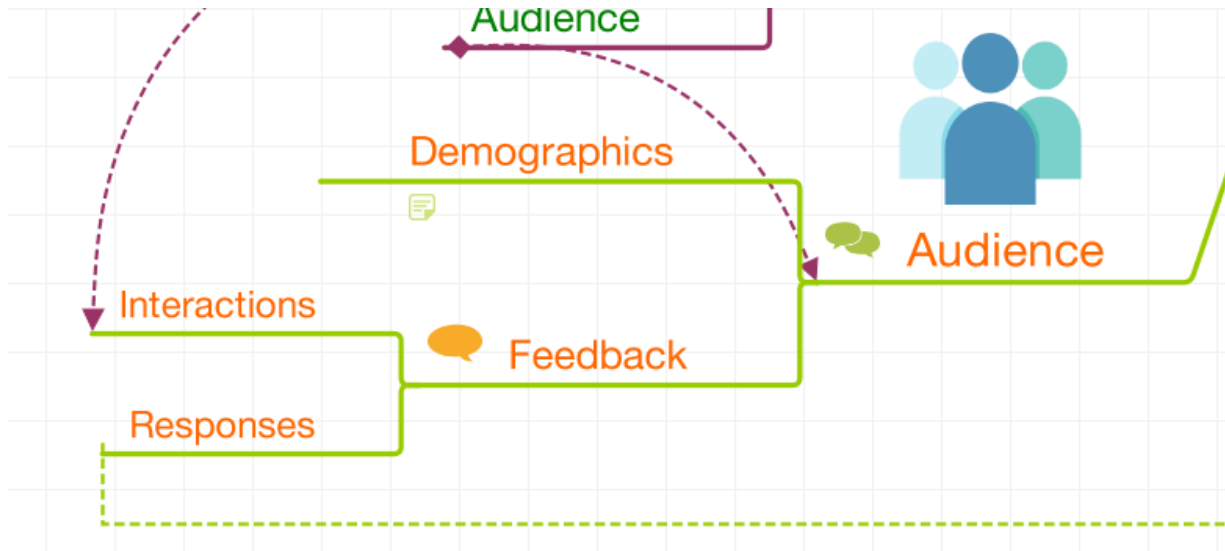 Audience
Demographics
Audience
Interactions
Feedback
Responses